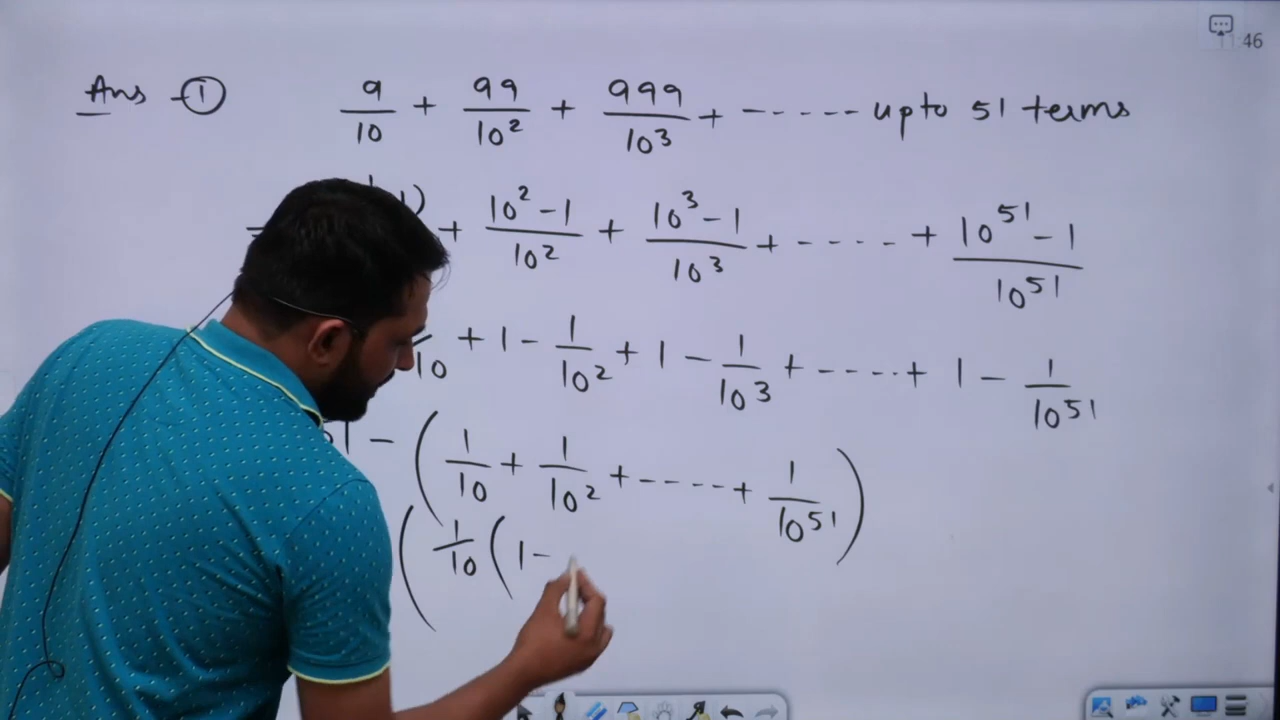 Ans - ① 9/10 + 99/10² + 999/10³ + ------ upto 51 terms
+ (10² - 1)/10² + (10³ - 1)/10³ + ----- + (10⁵¹ - 1)/10⁵¹
10 + 1 - 1/10² + 1 - 1/10³ + ----- + 1 - 1/10⁵¹
1 - (1/10 + 1/10² + ----- + 1/10⁵¹)
(1/10 (1 -